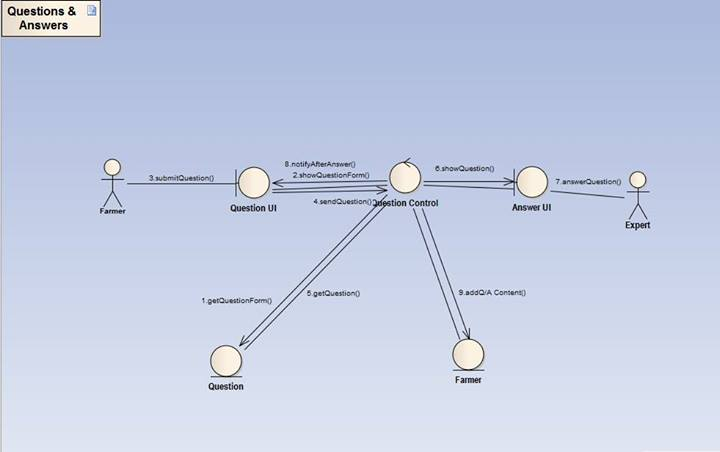 Questions &
Answers
8.notifyAfterAnswer()
6.showQuestion()
3.submitQuestion()
2.showQuestionForm()
7.answerQuestion()
4.sendQuestion()
Question Control
Farmer
Question UI
Answer UI
Expert
1.getQuestionForm()
5.getQuestion()
9.addQ/A Content()
Question
Farmer